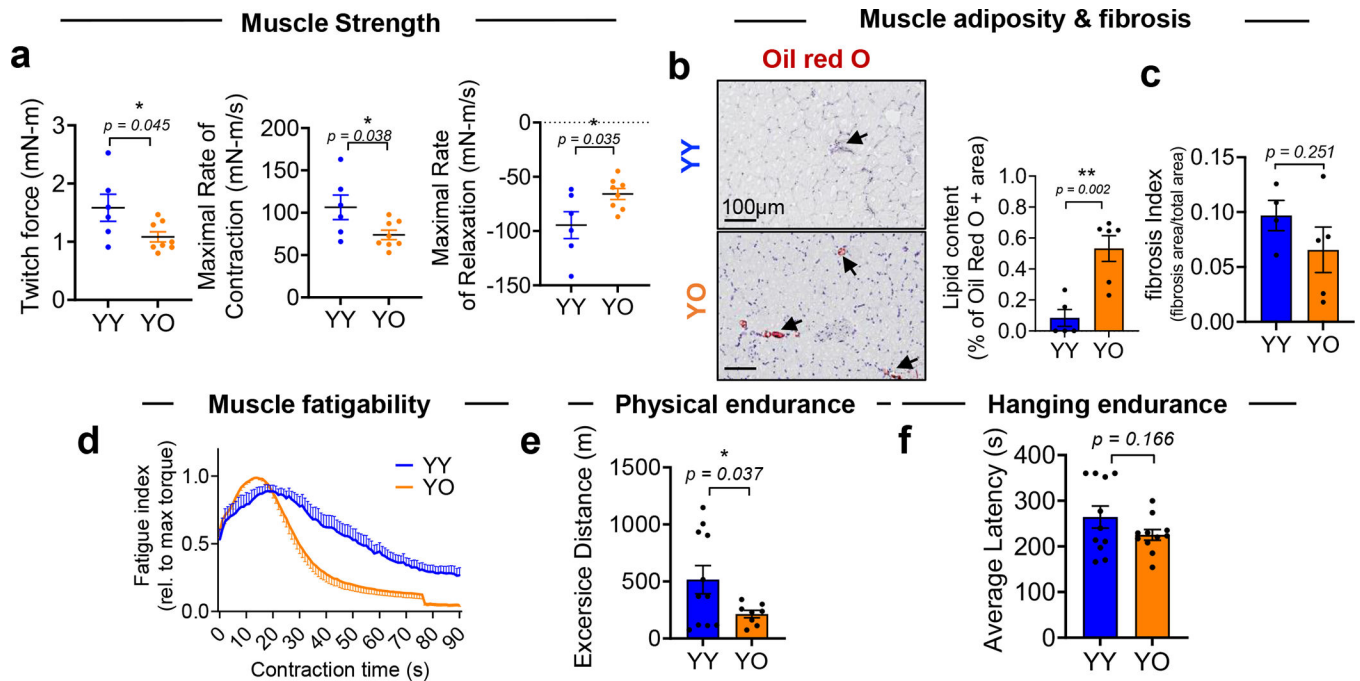 Muscle Strength
Muscle adiposity & fibrosis
a
Twitch force (mN-m)
3
2
1
0
*
p = 0.045
YY
YO
Maximal Rate of
Contraction (mN-m/s)
200
150
100
50
0
*
p = 0.038
YY
YO
Maximal Rate
of Relaxation (mN-m/s)
0
-50
-100
-150
*
p = 0.035
YY
YO
b
Oil red O
YY
100µm
YO
Lipid content
(% of Oil Red O + area)
1.0
0.8
0.6
0.4
0.2
0.0
**
p = 0.002
YY
YO
c
fibrosis Index
(fibrosis area/total area)
0.15
0.10
0.05
0.00
p = 0.251
YY
YO
Muscle fatigability
Physical endurance
Hanging endurance
d
Fatigue index
(rel. to max torque)
1.0
0.5
0.0
YY
YO
0
10
20
30
40
50
60
70
80
90
Contraction time (s)
e
Excersice Distance (m)
1500
1000
500
0
*
p = 0.037
YY
YO
f
Average Latency (s)
400
300
200
100
0
p = 0.166
YY
YO